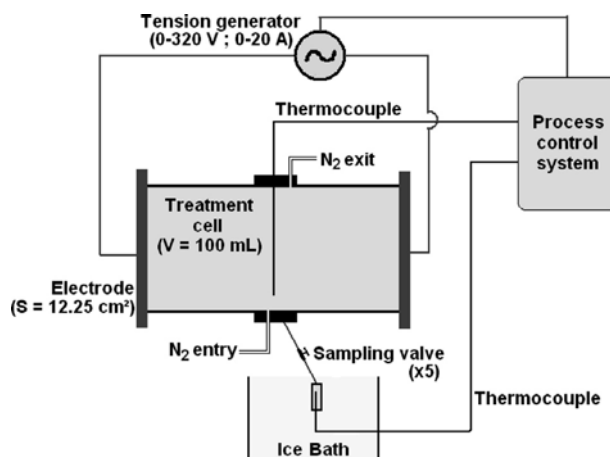 Tension generator
(0-320 V ; 0-20 A)
Thermocouple
Process
control
system
N₂ exit
Treatment
cell
(V = 100 mL)
Electrode
(S = 12.25 cm²)
N₂ entry
Sampling valve
(x5)
Thermocouple
Ice Bath